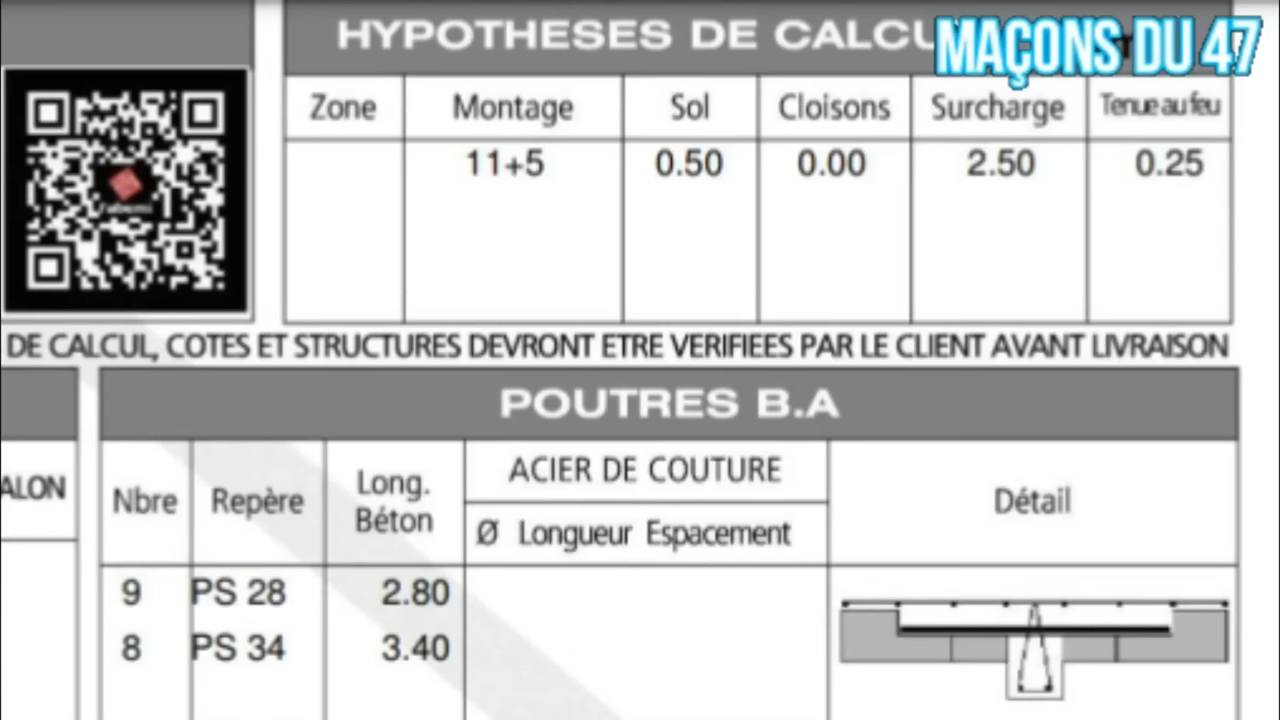 HYPOTHESES DE CALCU
MAÇONS DU 47
Zone Montage Sol Cloisons Surcharge Tenue au feu
11+5 0.50 0.00 2.50 0.25
DE CALCUL, COTES ET STRUCTURES DEVRONT ETRE VERIFIEES PAR LE CLIENT AVANT LIVRAISON
POUTRES B.A
ALON
Nbre Repère Long. Béton ACIER DE COUTURE Détail
Ø Longueur Espacement
9 PS 28 2.80
8 PS 34 3.40